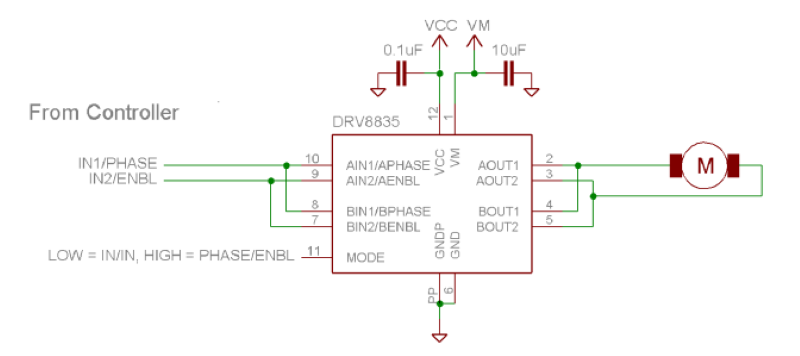 VCC VM
0.1uF 10uF
From Controller
DRV8835
12 1
VCC VM
IN1/PHASE 10 AIN1/APHASE AOUT1 2
IN2/ENBL 9 AIN2/AENBL AOUT2 3
M
8 BIN1/BPHASE BOUT1 4
7 BIN2/BENBL BOUT2 5
LOW = IN/IN, HIGH = PHASE/ENBL 11 MODE
GNDP GND
PP 6